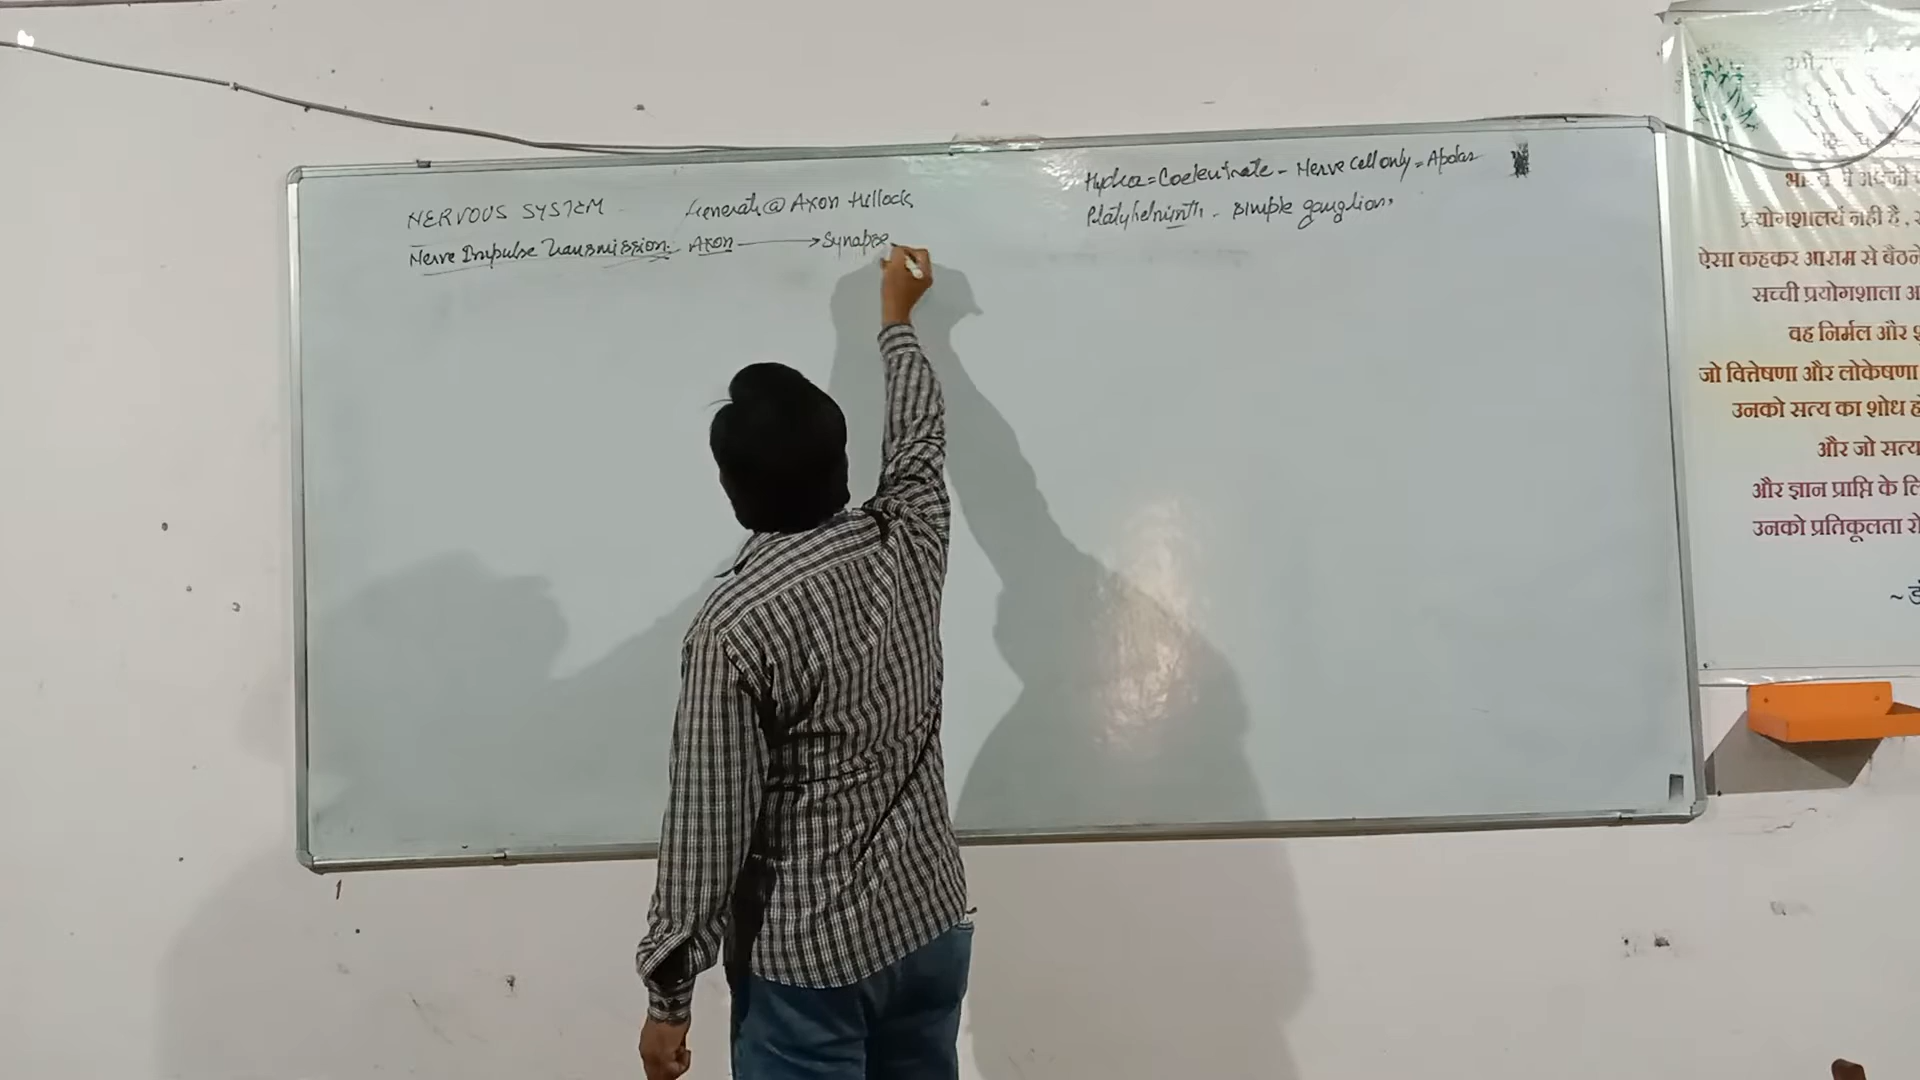 NERVOUS SYSTEM
Generate @ Axon Hillock
Nerve Impulse Transmission. Axon → Synapse
Hydra = Coelentrate - Nerve cell only = Apolar
Platyhelminth - simple ganglion
प्रयोगशालायें नहीं है,
ऐसा कहकर आराम से बैठने
सच्ची प्रयोगशाला
वह निर्मल और
जो वित्तेषणा और लोकेषणा
उनको सत्य का शोध
और जो सत्य
और ज्ञान प्राप्ति के
उनको प्रतिकूलता